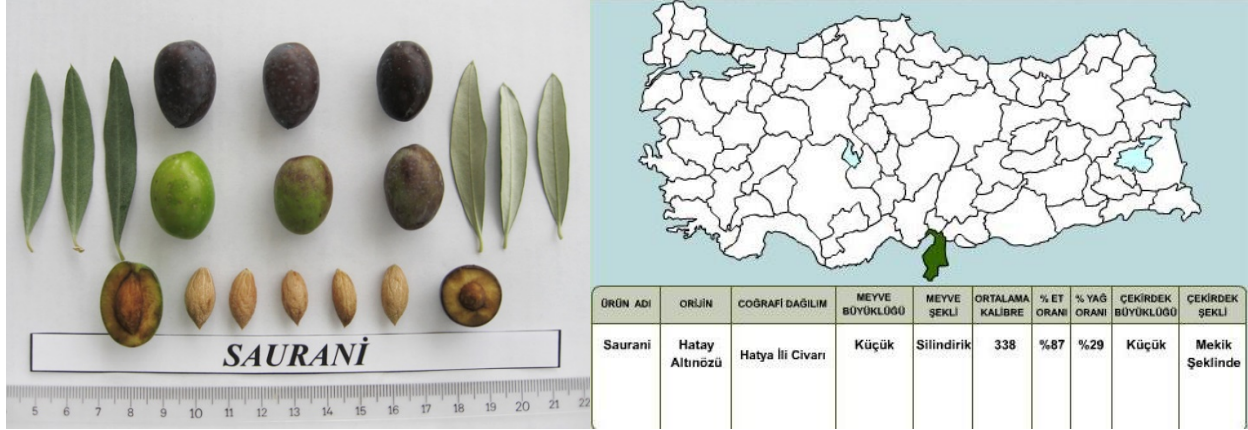 SAURANİ
5 6 7 8 9 10 11 12 13 14 15 16 17 18 19 20 21 22
ÜRÜN ADI
ORİJİN
COĞRAFİ DAĞILIM
MEYVE
BÜYÜKLÜĞÜ
MEYVE
ŞEKLİ
ORTALAMA
KALİBRE
% ET
ORANI
% YAĞ
ORANI
ÇEKİRDEK
BÜYÜKLÜĞÜ
ÇEKİRDEK
ŞEKLİ
Saurani
Hatay
Altınözü
Hatya İli Civarı
Küçük
Silindirik
338
%87
%29
Küçük
Mekik
Şeklinde